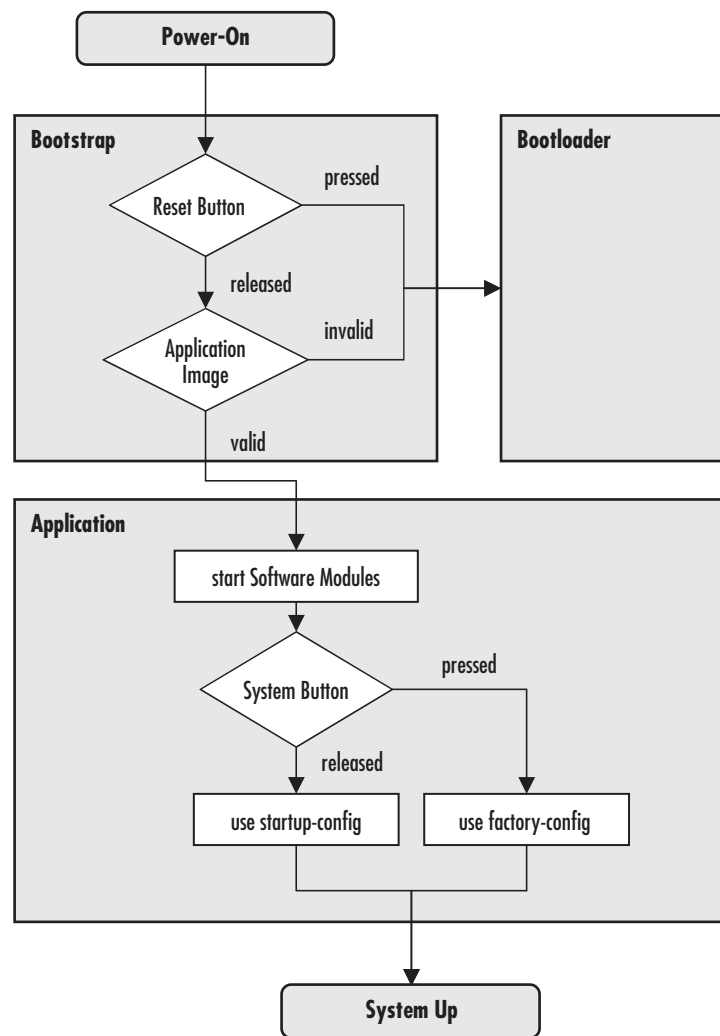 Power-On
Bootstrap
Bootloader
pressed
Reset Button
released
invalid
Application
Image
valid
Application
start Software Modules
pressed
System Button
released
use startup-config
use factory-config
System Up